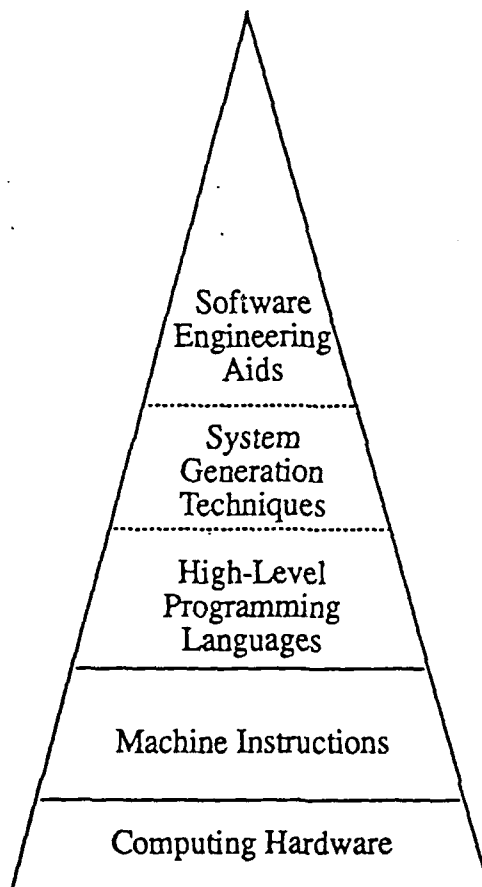 Software
Engineering
Aids
System
Generation
Techniques
High-Level
Programming
Languages
Machine Instructions
Computing Hardware